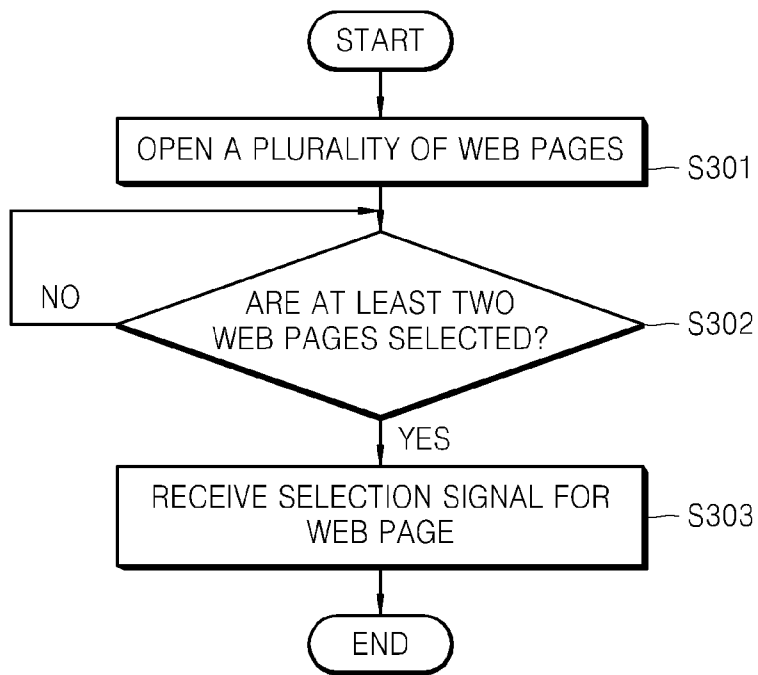 START
OPEN A PLURALITY OF WEB PAGES
S301
NO
ARE AT LEAST TWO
WEB PAGES SELECTED?
S302
YES
RECEIVE SELECTION SIGNAL FOR
WEB PAGE
S303
END